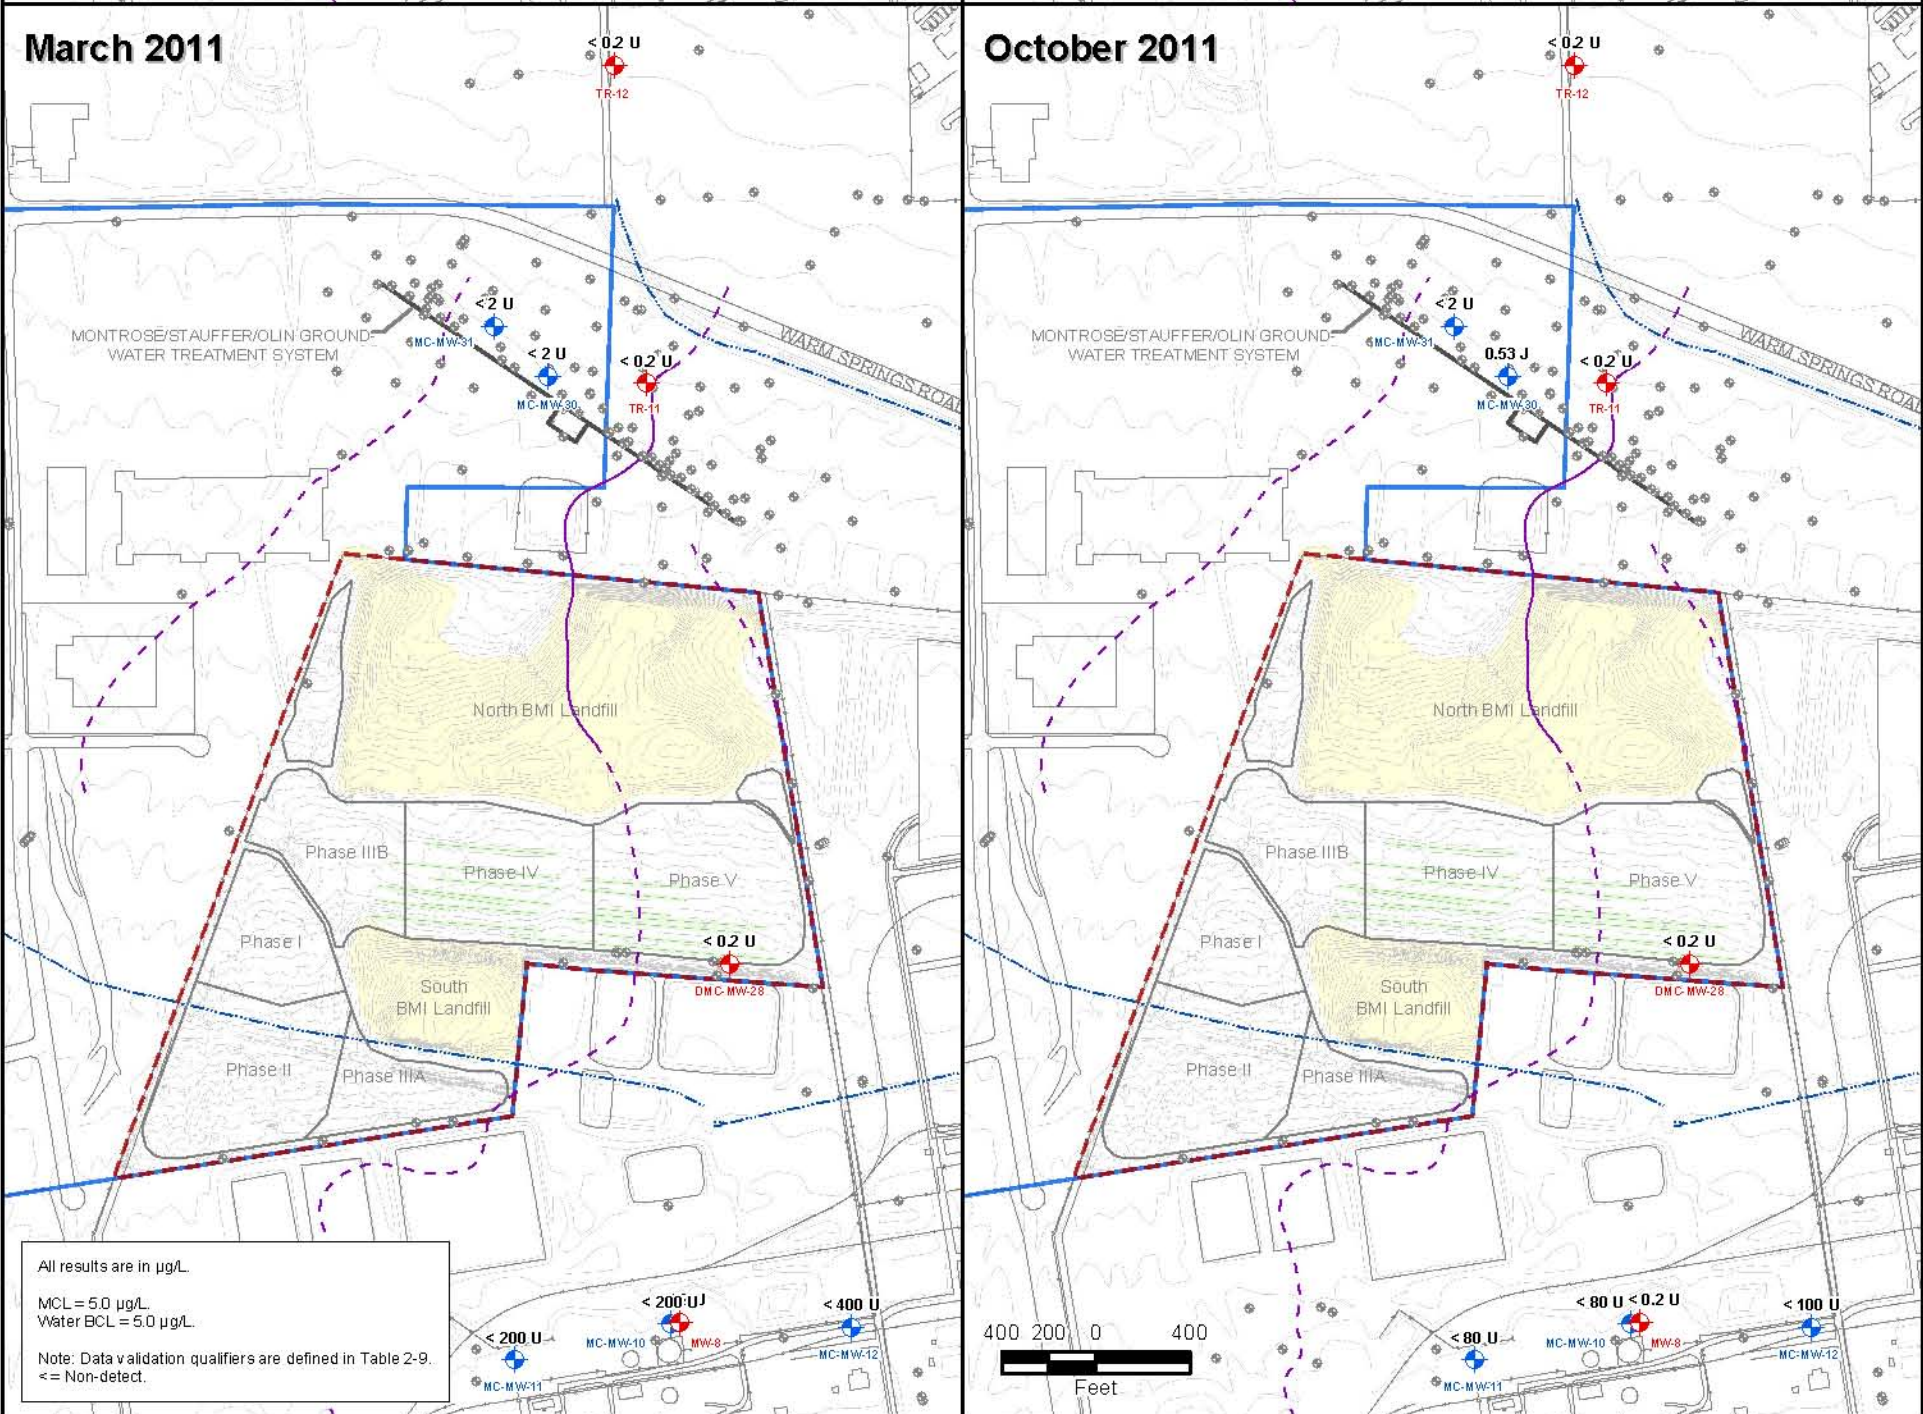 March 2011
< 0.2 U
TR-12
< 2 U
MONTROSE/STAUFFER/OLIN GROUND-
WATER TREATMENT SYSTEM
MC-MW-31
< 2 U
MC-MW-30
< 0.2 U
TR-11
WARM SPRINGS ROAD
North BMI Landfill
Phase IIIB
Phase IV
Phase V
Phase I
< 0.2 U
DMC-MW-28
South
BMI Landfill
Phase II
Phase IIIA
All results are in µg/L.
MCL = 5.0 µg/L.
Water BCL = 5.0 µg/L.
Note: Data validation qualifiers are defined in Table 2-9.
< = Non-detect.
< 200 U
MC-MW-11
< 200 U
MC-MW-10
MW-8
< 400 U
MC-MW-12
October 2011
< 0.2 U
TR-12
< 2 U
MONTROSE/STAUFFER/OLIN GROUND-
WATER TREATMENT SYSTEM
MC-MW-31
0.53 J
MC-MW-30
< 0.2 U
TR-11
WARM SPRINGS ROAD
North BMI Landfill
Phase IIIB
Phase IV
Phase V
Phase I
< 0.2 U
DMC-MW-28
South
BMI Landfill
Phase II
Phase IIIA
400 200 0 400
Feet
< 80 U
MC-MW-11
< 80 U < 0.2 U
MC-MW-10
MW-8
< 100 U
MC-MW-12